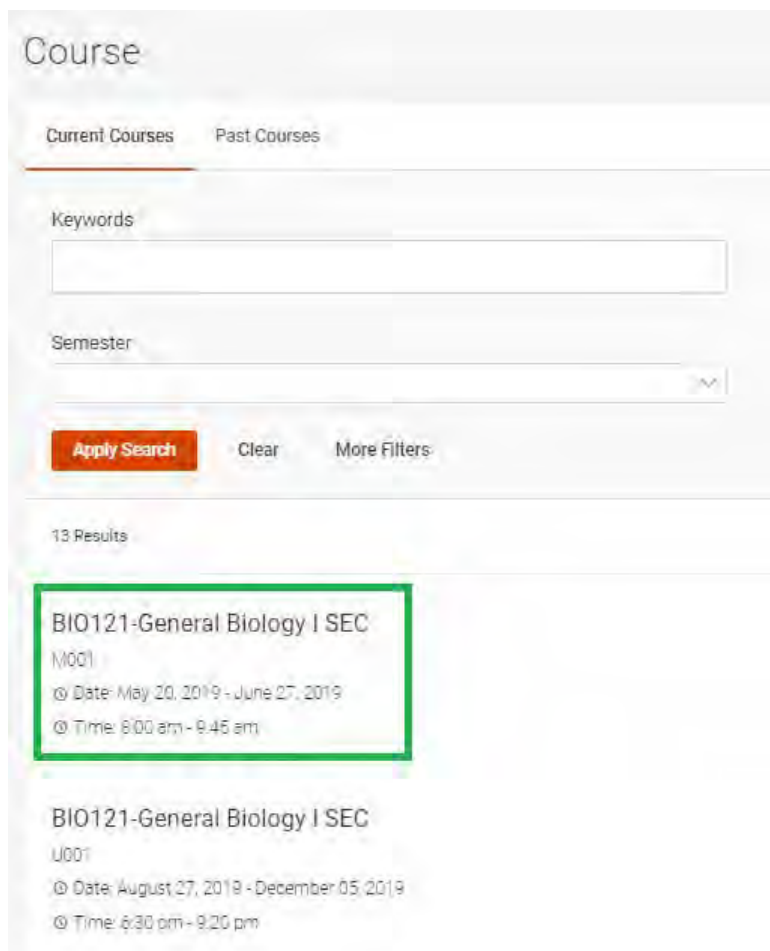 Course
Current Courses Past Courses
Keywords
Semester
Apply Search Clear More Filters
13 Results
BIO121-General Biology I SEC
M001
Date: May 20, 2019 - June 27, 2019
Time: 8:00 am - 9:45 am
BIO121-General Biology I SEC
U001
Date: August 27, 2019 - December 05, 2019
Time: 6:30 pm - 9:20 pm